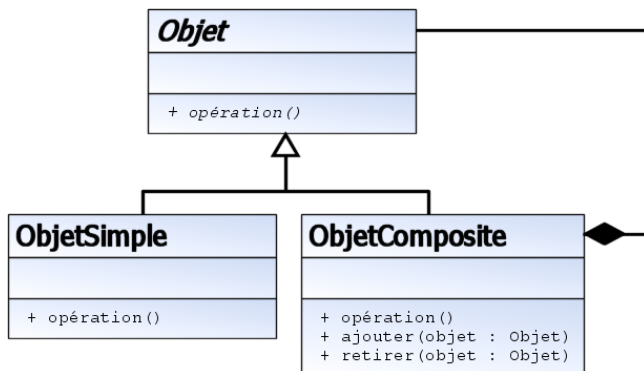 Objet
+ opération()
ObjetSimple
+ opération()
ObjetComposite
+ opération()
+ ajouter(objet : Objet)
+ retirer(objet : Objet)